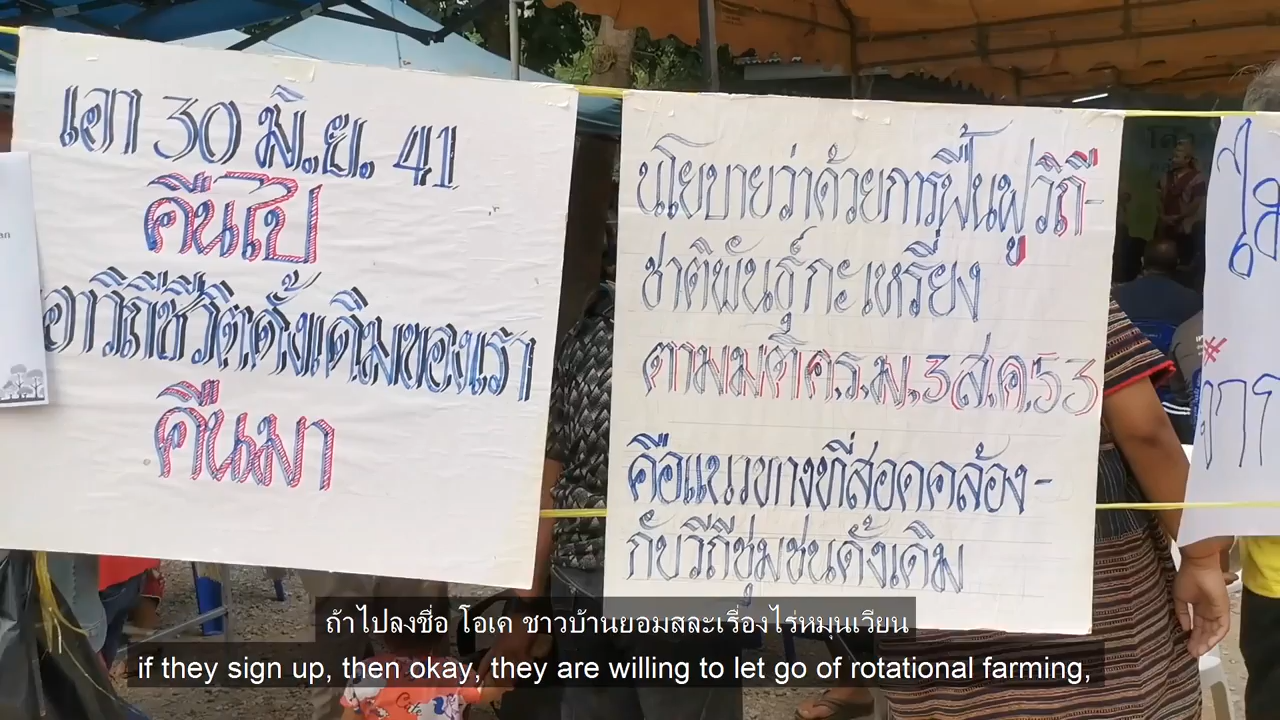 เอา 30 มิ.ย. 41
คืนไป
เอาวิถีชีวิตดั้งเดิมของเรา
คืนมา
นโยบายว่าด้วยการฟื้นฟูวิถี-
ชาติพันธุ์กะเหรี่ยง
ตามมติค.ร.ม.3ส.ค.53
คือแนวทางที่สอดคล้อง-
กับวิถีชุมชนดั้งเดิม
ถ้าไปลงชื่อ โอเค ชาวบ้านยอมสละเรื่องไร่หมุนเวียน
if they sign up, then okay, they are willing to let go of rotational farming,